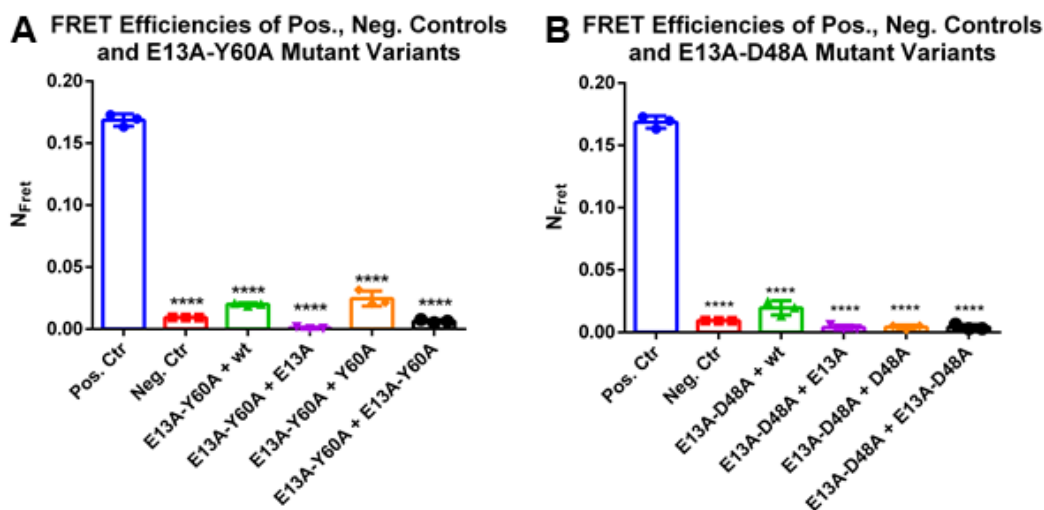 A
FRET Efficiencies of Pos., Neg. Controls
and E13A-Y60A Mutant Variants
NFret
0.20
0.15
0.10
0.05
0.00
****
****
****
****
****
Pos. Ctr
Neg. Ctr
E13A-Y60A + wt
E13A-Y60A + E13A
E13A-Y60A + Y60A
E13A-Y60A + E13A-Y60A
B
FRET Efficiencies of Pos., Neg. Controls
and E13A-D48A Mutant Variants
NFret
0.20
0.15
0.10
0.05
0.00
****
****
****
****
****
Pos. Ctr
Neg. Ctr
E13A-D48A + wt
E13A-D48A + E13A
E13A-D48A + D48A
E13A-D48A + E13A-D48A